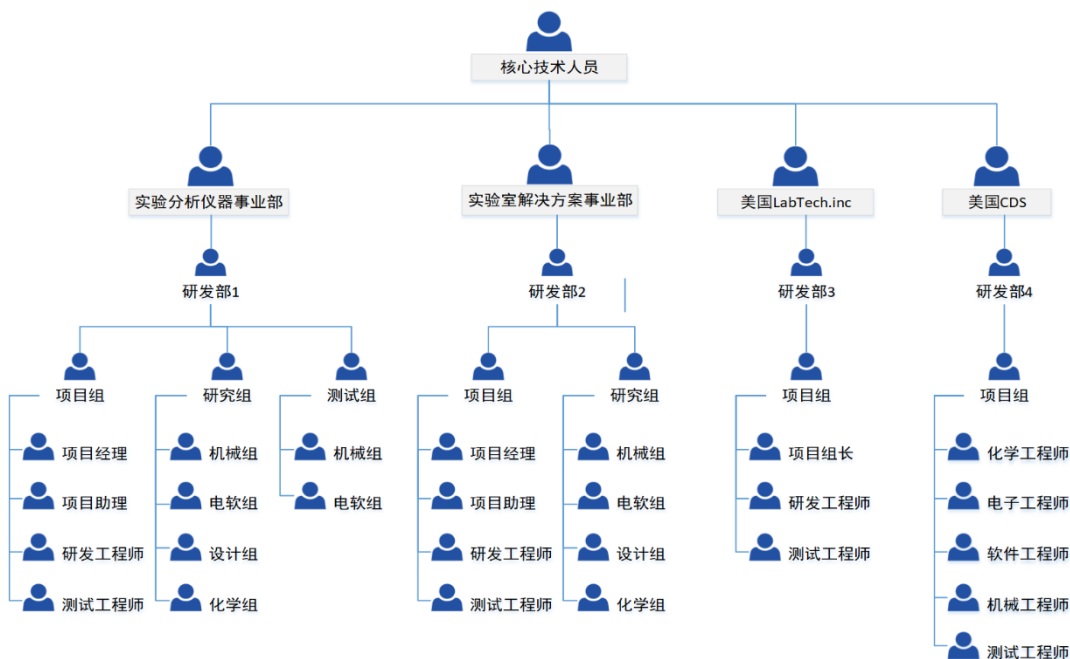 核心技术人员
实验分析仪器事业部
实验室解决方案事业部
美国LabTech.inc
美国CDS
研发部1
研发部2
研发部3
研发部4
项目组
研究组
测试组
项目组
研究组
项目组
项目组
项目经理
机械组
机械组
项目经理
机械组
项目组长
化学工程师
项目助理
电软组
电软组
项目助理
电软组
研发工程师
电子工程师
研发工程师
设计组
研发工程师
设计组
测试工程师
软件工程师
测试工程师
化学组
测试工程师
化学组
机械工程师
测试工程师